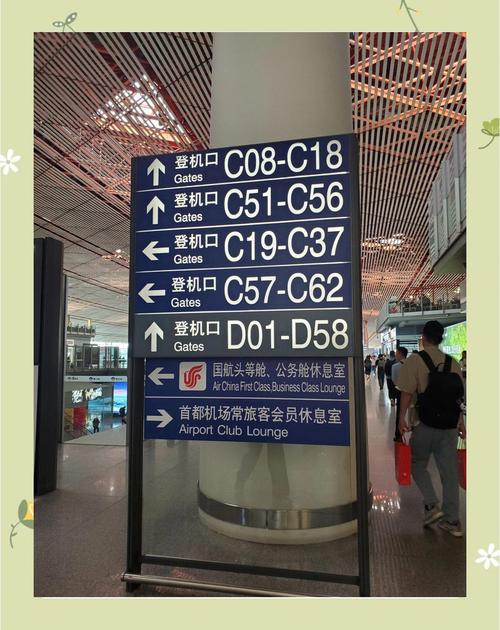 登机口 C08-C18
Gates
登机口 C51-C56
Gates
登机口 C19-C37
Gates
登机口 C57-C62
Gates
登机口 D01-D58
Gates
国航头等舱、公务舱休息室
Air China First Class,Business Class Lounge
首都机场常旅客会员休息室
Airport Club Lounge